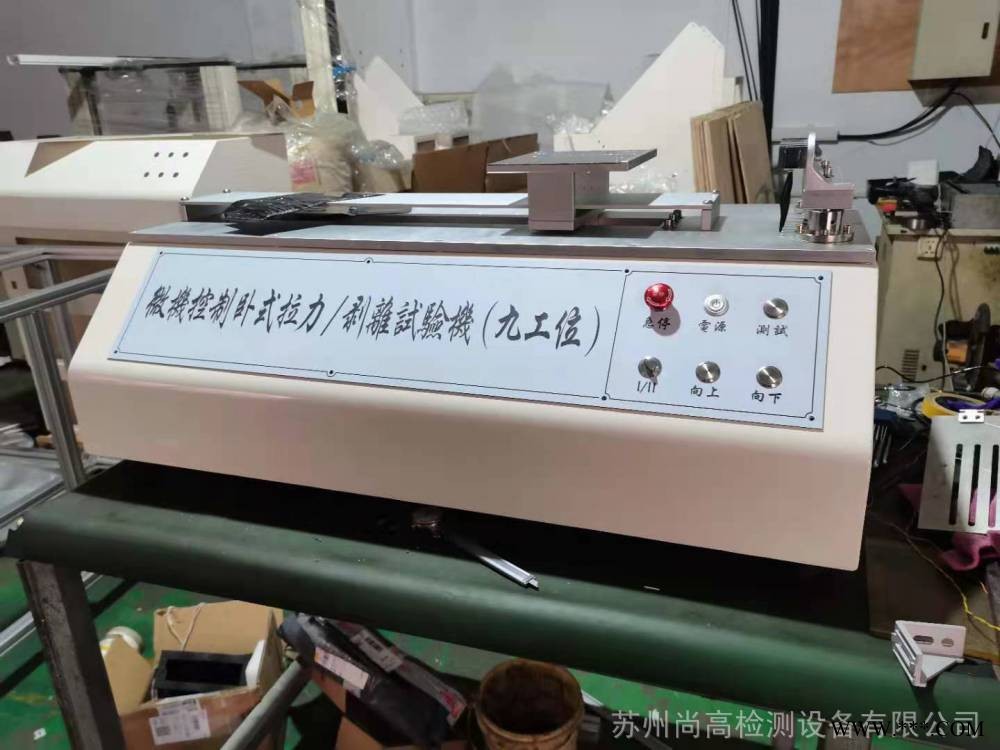 微機控制卧式拉力/剥離試驗機(九工位)
急停 電源 測試
I/II 向上 向下
苏州尚高检测设备有限公司